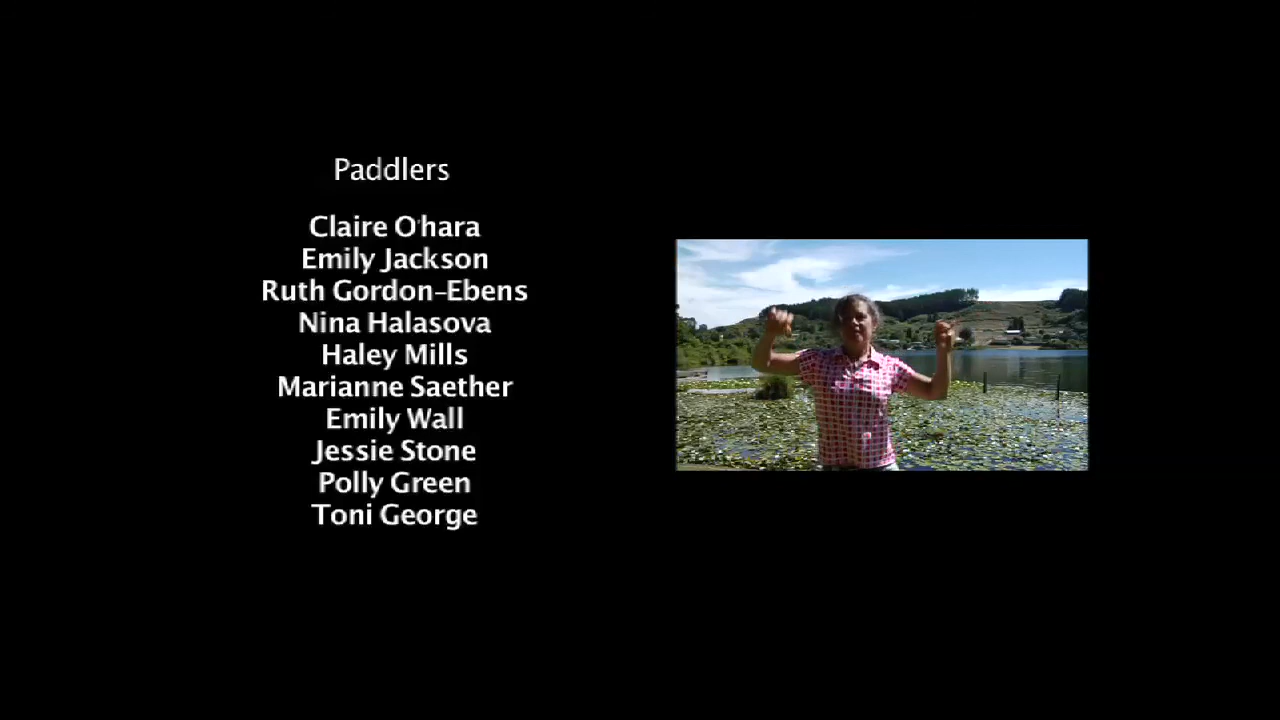 Paddlers
Claire O'hara
Emily Jackson
Ruth Gordon-Ebens
Nina Halasova
Haley Mills
Marianne Saether
Emily Wall
Jessie Stone
Polly Green
Toni George